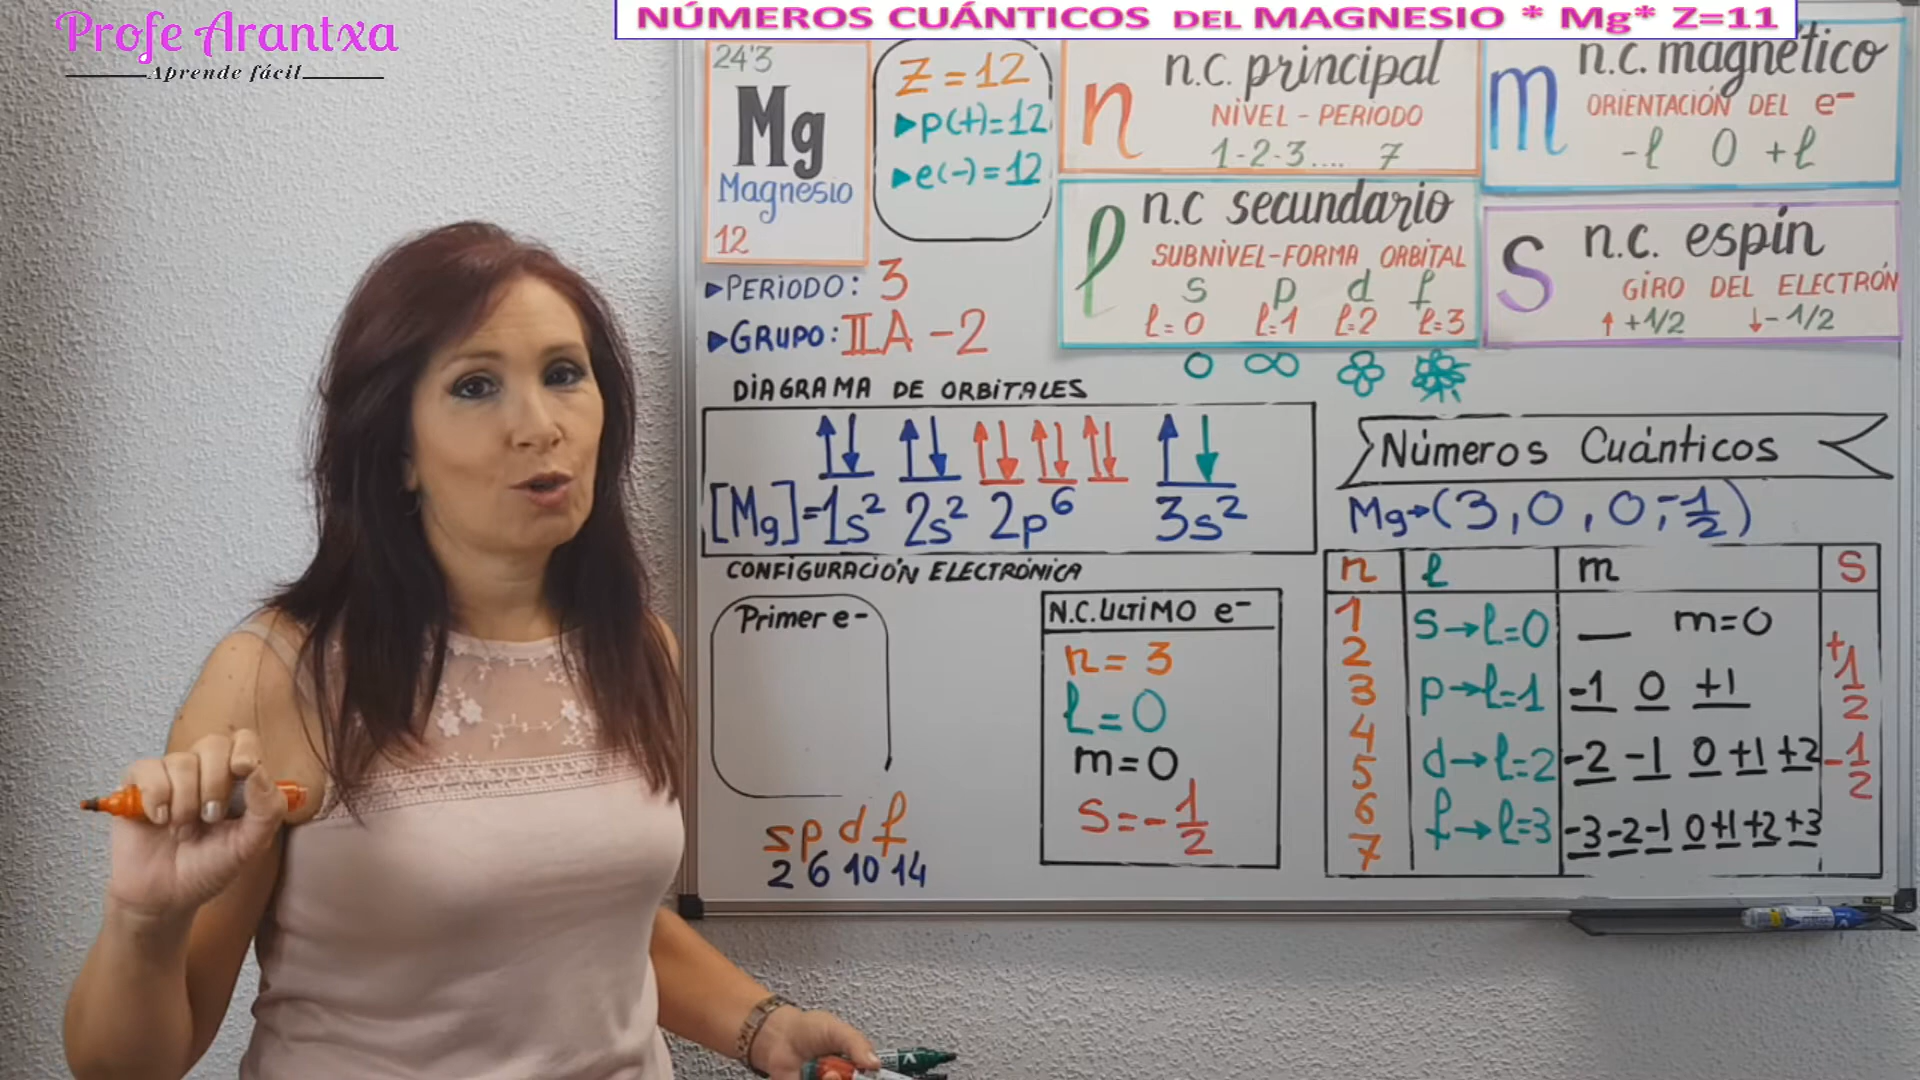 Profe Arantxa
Aprende fácil
NÚMEROS CUÁNTICOS DEL MAGNESIO * Mg* Z=11
24'3
Mg
Magnesio
12
Z = 12
►p(+)=12
►e(-)=12
►PERIODO: 3
►GRUPO: IIA - 2
n
n.c. principal
NIVEL - PERIODO
1-2-3.... 7
m
n.c. magnético
ORIENTACIÓN DEL e-
-l 0 +l
l
n.c secundario
SUBNIVEL-FORMA ORBITAL
s p d f
l=0 l=1 l=2 l=3
s
n.c. espín
GIRO DEL ELECTRÓN
↑ +1/2 ↓ -1/2
DIAGRAMA DE ORBITALES
[Mg]=1s² 2s² 2p⁶ 3s²
CONFIGURACIÓN ELECTRÓNICA
Primer e-
s p d f
2 6 10 14
N.C. ULTIMO e-
n= 3
l=0
m=0
s=-1/2
Números Cuánticos
Mg→(3,0,0,-1/2)
n l m s
1 s→l=0 __ m=0
2
3 p→l=1 -1 0 +1 +1/2
4
5 d→l=2 -2 -1 0 +1 +2 -1/2
6 f→l=3 -3 -2 -1 0 +1 +2 +3
7